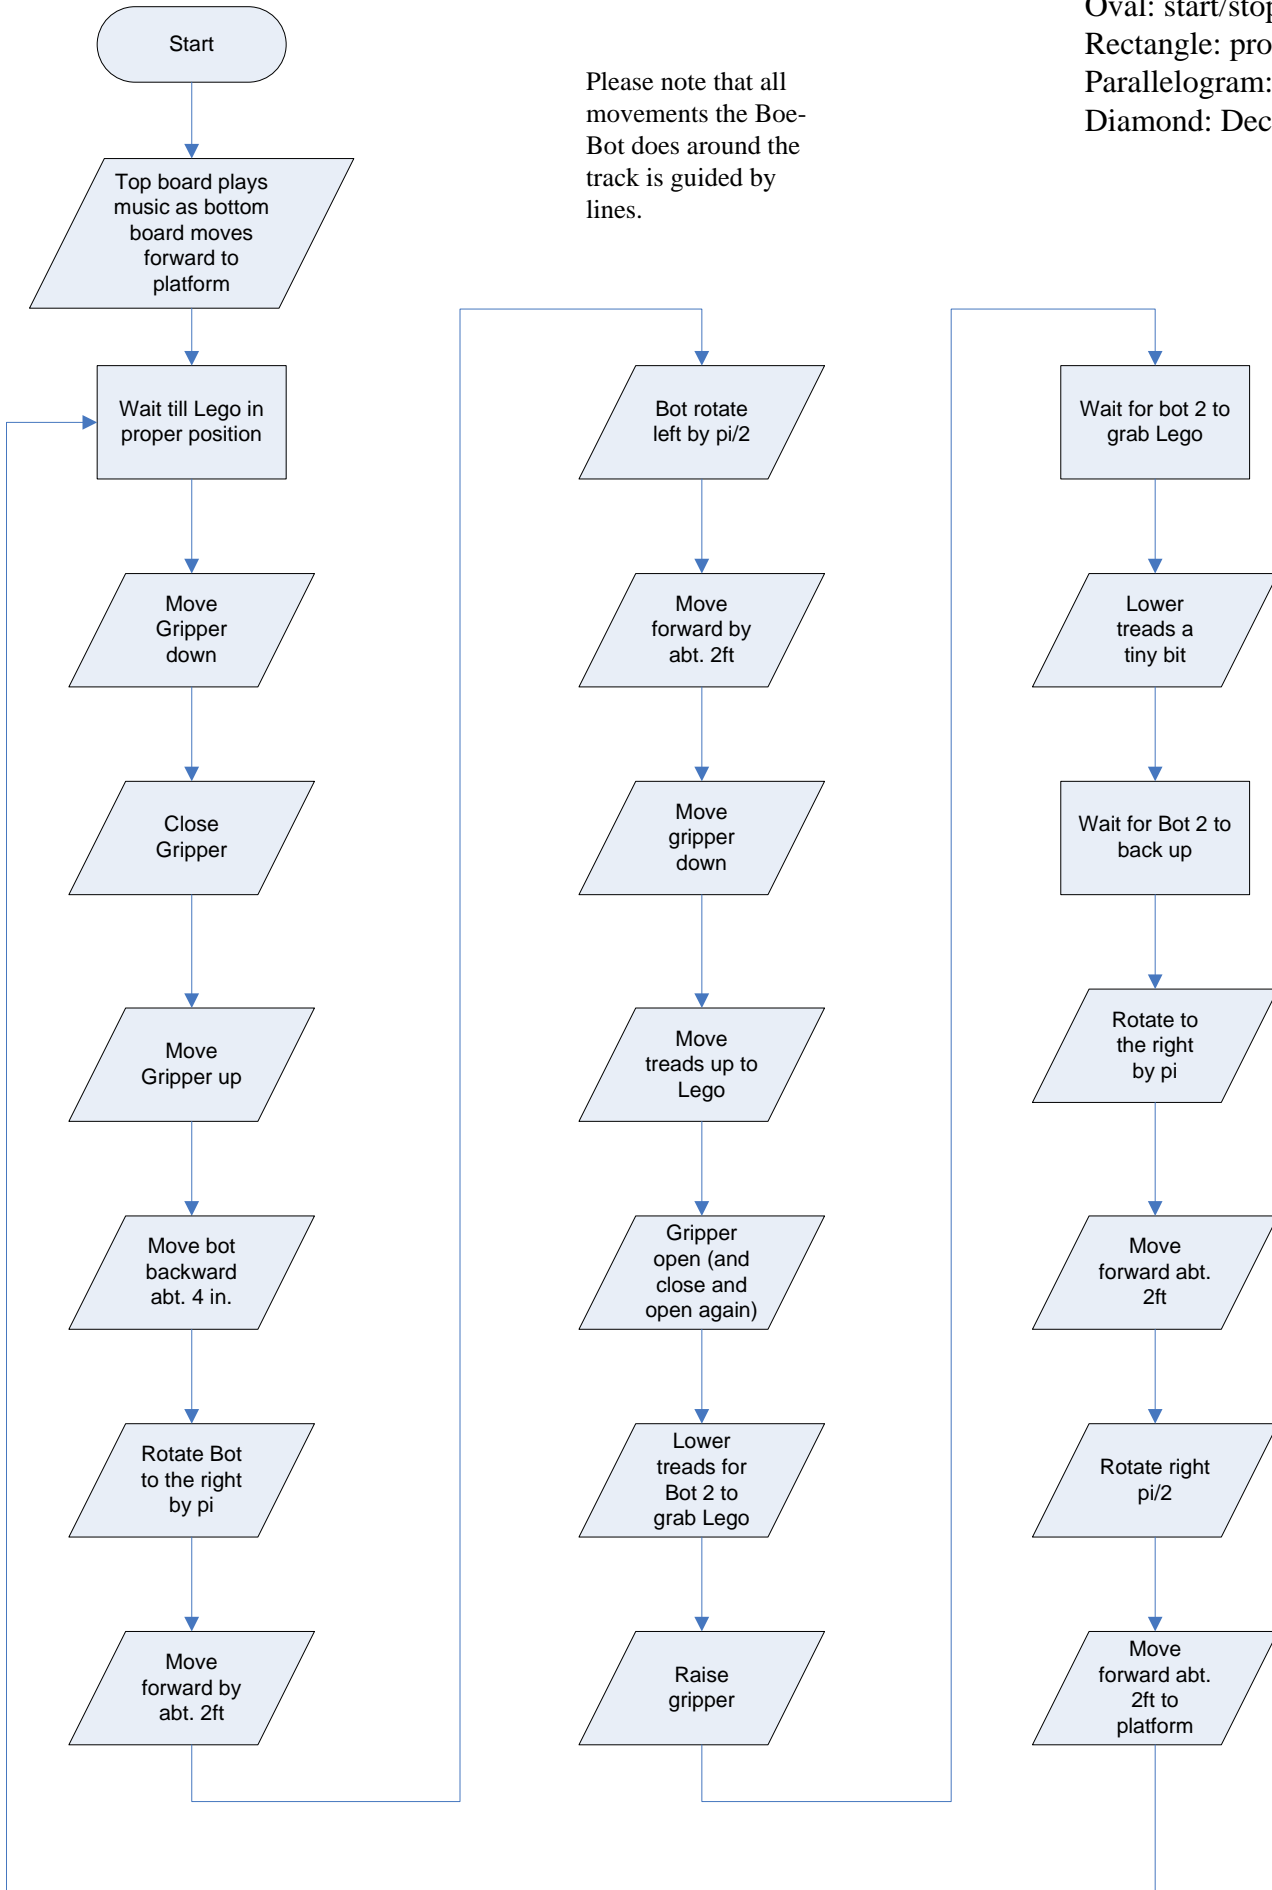 Start
Top board plays
music as bottom
board moves
forward to
platform
Wait till Lego in
proper position
Move
Gripper
down
Close
Gripper
Move
Gripper up
Move bot
backward
abt. 4 in.
Rotate Bot
to the right
by pi
Move
forward by
abt. 2ft
Please note that all
movements the Boe-
Bot does around the
track is guided by
lines.
Bot rotate
left by pi/2
Move
forward by
abt. 2ft
Move
gripper
down
Move
treads up to
Lego
Gripper
open (and
close and
open again)
Lower
treads for
Bot 2 to
grab Lego
Raise
gripper
Oval: start/stop
Rectangle: pro
Parallelogram:
Diamond: Dec
Wait for bot 2 to
grab Lego
Lower
treads a
tiny bit
Wait for Bot 2 to
back up
Rotate to
the right
by pi
Move
forward abt.
2ft
Rotate right
pi/2
Move
forward abt.
2ft to
platform